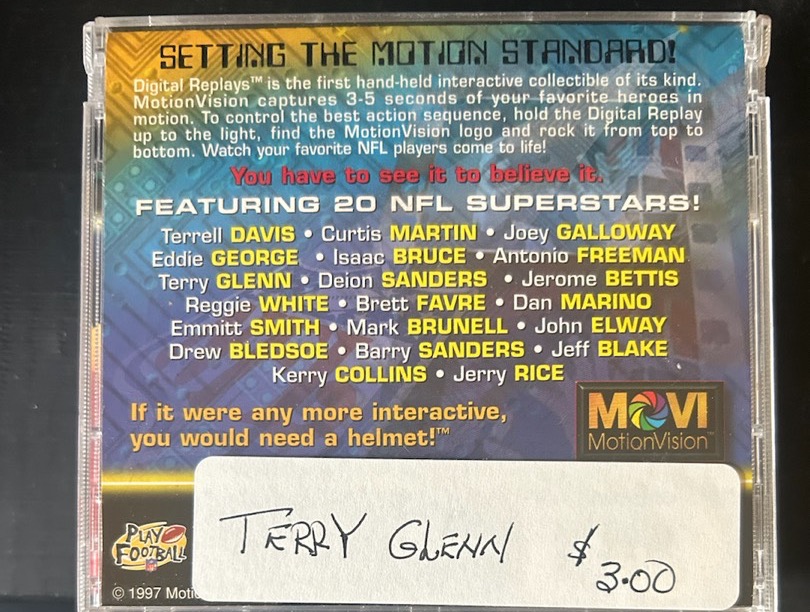 SETTING THE MOTION STANDARD!
Digital Replays™ is the first hand-held interactive collectible of its kind.
MotionVision captures 3-5 seconds of your favorite heroes in
motion. To control the best action sequence, hold the Digital Replay
up to the light, find the MotionVision logo and rock it from top to
bottom. Watch your favorite NFL players come to life!
You have to see it to believe it.
FEATURING 20 NFL SUPERSTARS!
Terrell DAVIS • Curtis MARTIN • Joey GALLOWAY
Eddie GEORGE • Isaac BRUCE • Antonio FREEMAN
Terry GLENN • Deion SANDERS • Jerome BETTIS
Reggie WHITE • Brett FAVRE • Dan MARINO
Emmitt SMITH • Mark BRUNELL • John ELWAY
Drew BLEDSOE • Barry SANDERS • Jeff BLAKE
Kerry COLLINS • Jerry RICE
If it were any more interactive,
you would need a helmet!™
MOVI
MotionVision™
TERRY GLENN $3.00
PLAY
FOOTBALL
NFL
© 1997